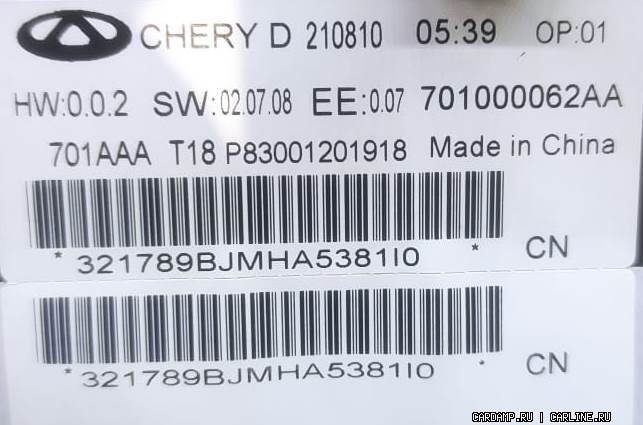 CHERY D 210810 05:39 OP:01
HW:0.0.2 SW:02.07.08 EE:0.07 701000062AA
701AAA T18 P83001201918 Made in China
*321789BJMHA5381I0 * CN
*321789BJMHA5381I0 * CN
CARDAMP.RU | CARLINE.RU